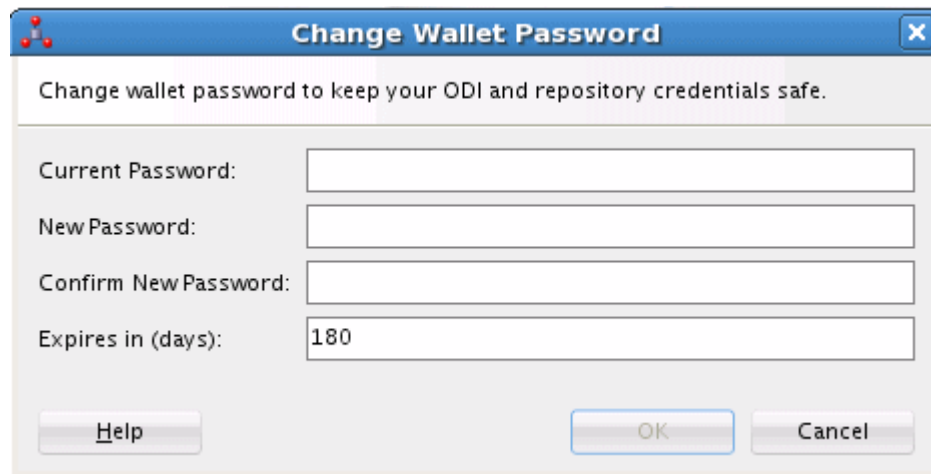 Change Wallet Password
Change wallet password to keep your ODI and repository credentials safe.
Current Password:
New Password:
Confirm New Password:
Expires in (days): 180
Help OK Cancel